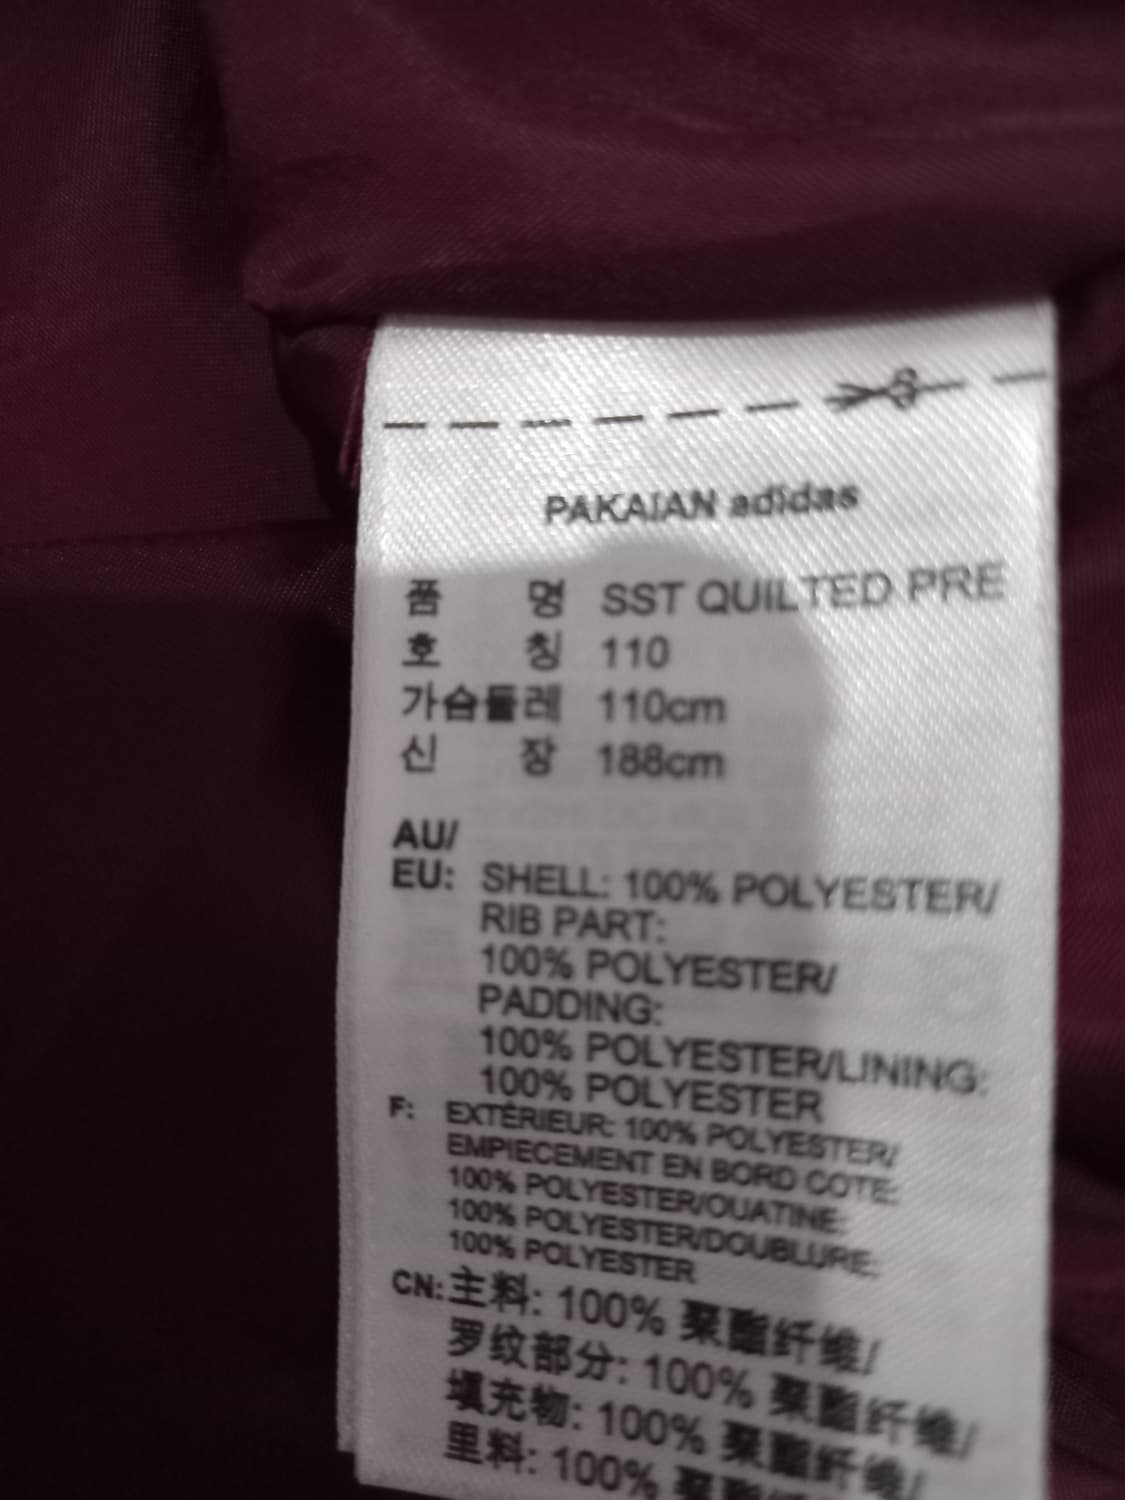 PAKAIAN adidas
품 명 SST QUILTED PRE
호 칭 110
가슴둘레 110cm
신 장 188cm
AU/
EU: SHELL: 100% POLYESTER/
RIB PART:
100% POLYESTER/
PADDING:
100% POLYESTER/LINING:
100% POLYESTER
F: EXTÉRIEUR: 100% POLYESTER/
EMPIECEMENT EN BORD COTE:
100% POLYESTER/OUATINE:
100% POLYESTER/DOUBLURE:
100% POLYESTER
CN:主料: 100% 聚酯纤维/
罗纹部分: 100% 聚酯纤维/
填充物: 100% 聚酯纤维/
里料: 100%